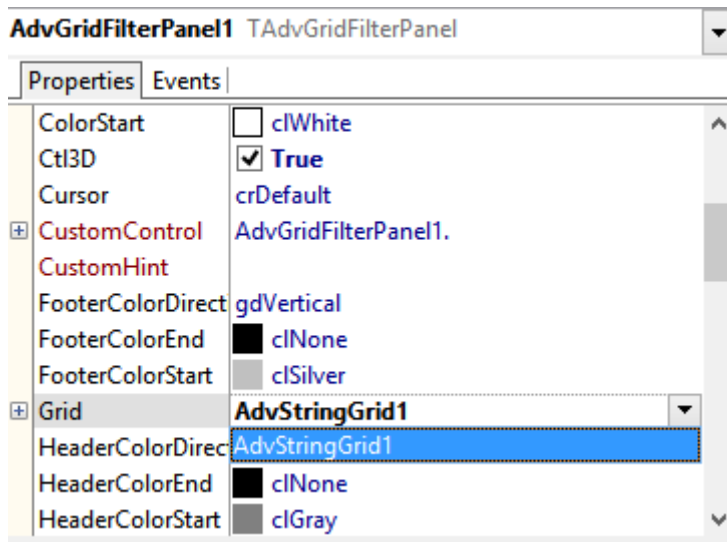 AdvGridFilterPanel1 TAdvGridFilterPanel
Properties Events
ColorStart clWhite
Ctl3D True
Cursor crDefault
CustomControl AdvGridFilterPanel1.
CustomHint
FooterColorDirecti gdVertical
FooterColorEnd clNone
FooterColorStart clSilver
Grid AdvStringGrid1
HeaderColorDirec AdvStringGrid1
HeaderColorEnd clNone
HeaderColorStart clGray